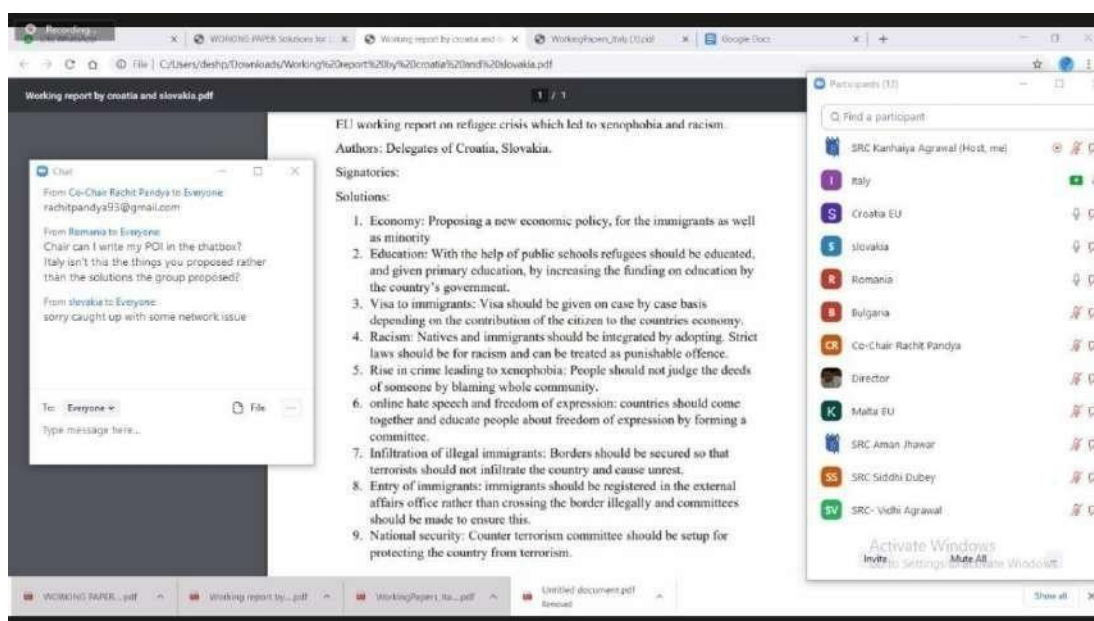 Recording...
WORKING PAPER Solutions for
Working report by croatia and
WorkingPapers_Italy (1).pdf
Google Docs
File | C:/Users/deshp/Downloads/Working%20report%20by%20croatia%20and%20slovakia.pdf
Working report by croatia and slovakia.pdf
1 / 1
EU working report on refugee crisis which led to xenophobia and racism.
Authors: Delegates of Croatia, Slovakia.
Signatories:
Solutions:
1. Economy: Proposing a new economic policy, for the immigrants as well
as minority
2. Education: With the help of public schools refugees should be educated,
and given primary education, by increasing the funding on education by
the country's government.
3. Visa to immigrants: Visa should be given on case by case basis
depending on the contribution of the citizen to the countries economy.
4. Racism: Natives and immigrants should be integrated by adopting. Strict
laws should be for racism and can be treated as punishable offence.
5. Rise in crime leading to xenophobia: People should not judge the deeds
of someone by blaming whole community.
6. online hate speech and freedom of expression: countries should come
together and educate people about freedom of expression by forming a
committee.
7. Infiltration of illegal immigrants: Borders should be secured so that
terrorists should not infiltrate the country and cause unrest.
8. Entry of immigrants: immigrants should be registered in the external
affairs office rather than crossing the border illegally and committees
should be made to ensure this.
9. National security: Counter terrorism committee should be setup for
protecting the country from terrorism.
Chat
From Co-Chair Rachit Pandya to Everyone:
rachitpandya93@gmail.com
From Romania to Everyone:
Chair can I write my POI in the chatbox?
Italy isn't this the things you proposed rather
than the solutions the group proposed?
From slovakia to Everyone:
sorry caught up with some network issue
To: Everyone
File
Type message here...
Participants (12)
Find a participant
SRC Kanhaiya Agrawal (Host, me)
I Italy
S Croatia EU
S slovakia
R Romania
B Bulgaria
CR Co-Chair Rachit Pandya
Director
K Malta EU
SRC Aman Jhawar
SS SRC Siddhi Dubey
SV SRC- Vidhi Agrawal
Activate Windows
Invite
Mute All
Go to Settings to activate Windows.
WORKING PAPER....pdf
Working report by....pdf
WorkingPapers_Ita....pdf
Untitled document.pdf
Removed
Show all